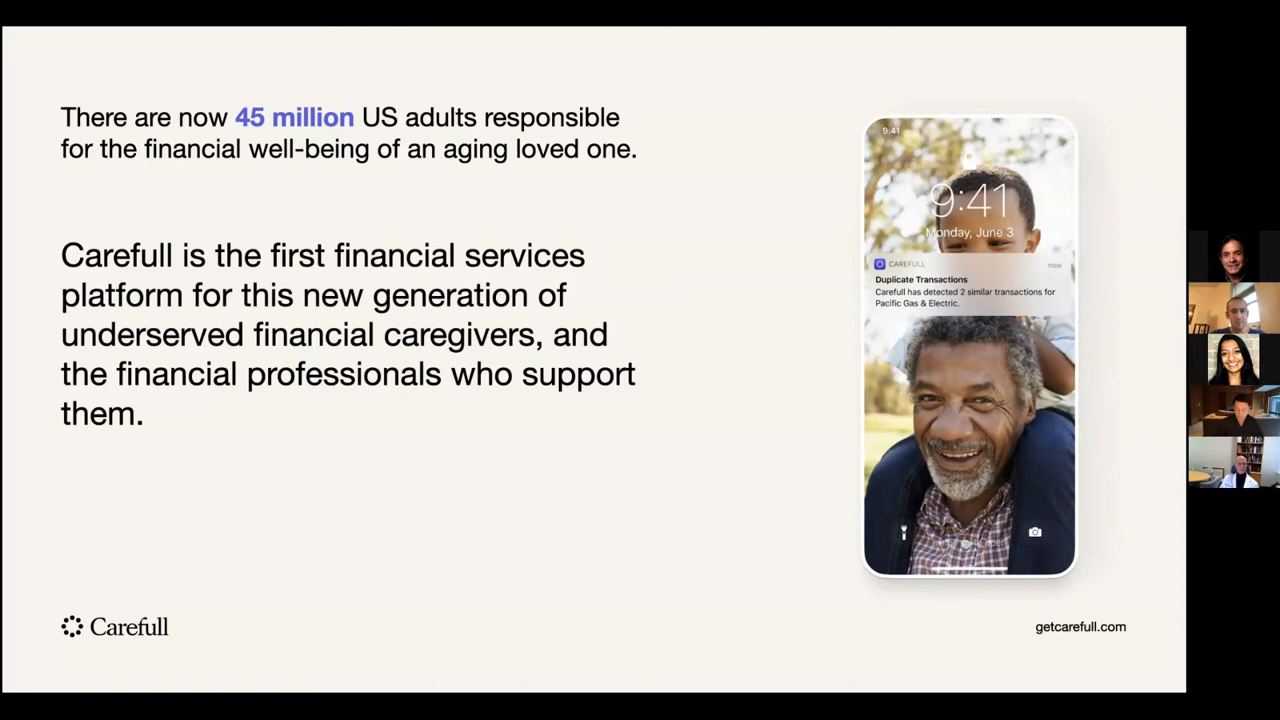 There are now 45 million US adults responsible
for the financial well-being of an aging loved one.
Carefull is the first financial services
platform for this new generation of
underserved financial caregivers, and
the financial professionals who support
them.
9:41
9:41
Monday, June 3
CAREFULL
now
Duplicate Transactions
Carefull has detected 2 similar transactions for
Pacific Gas & Electric.
Carefull
getcarefull.com